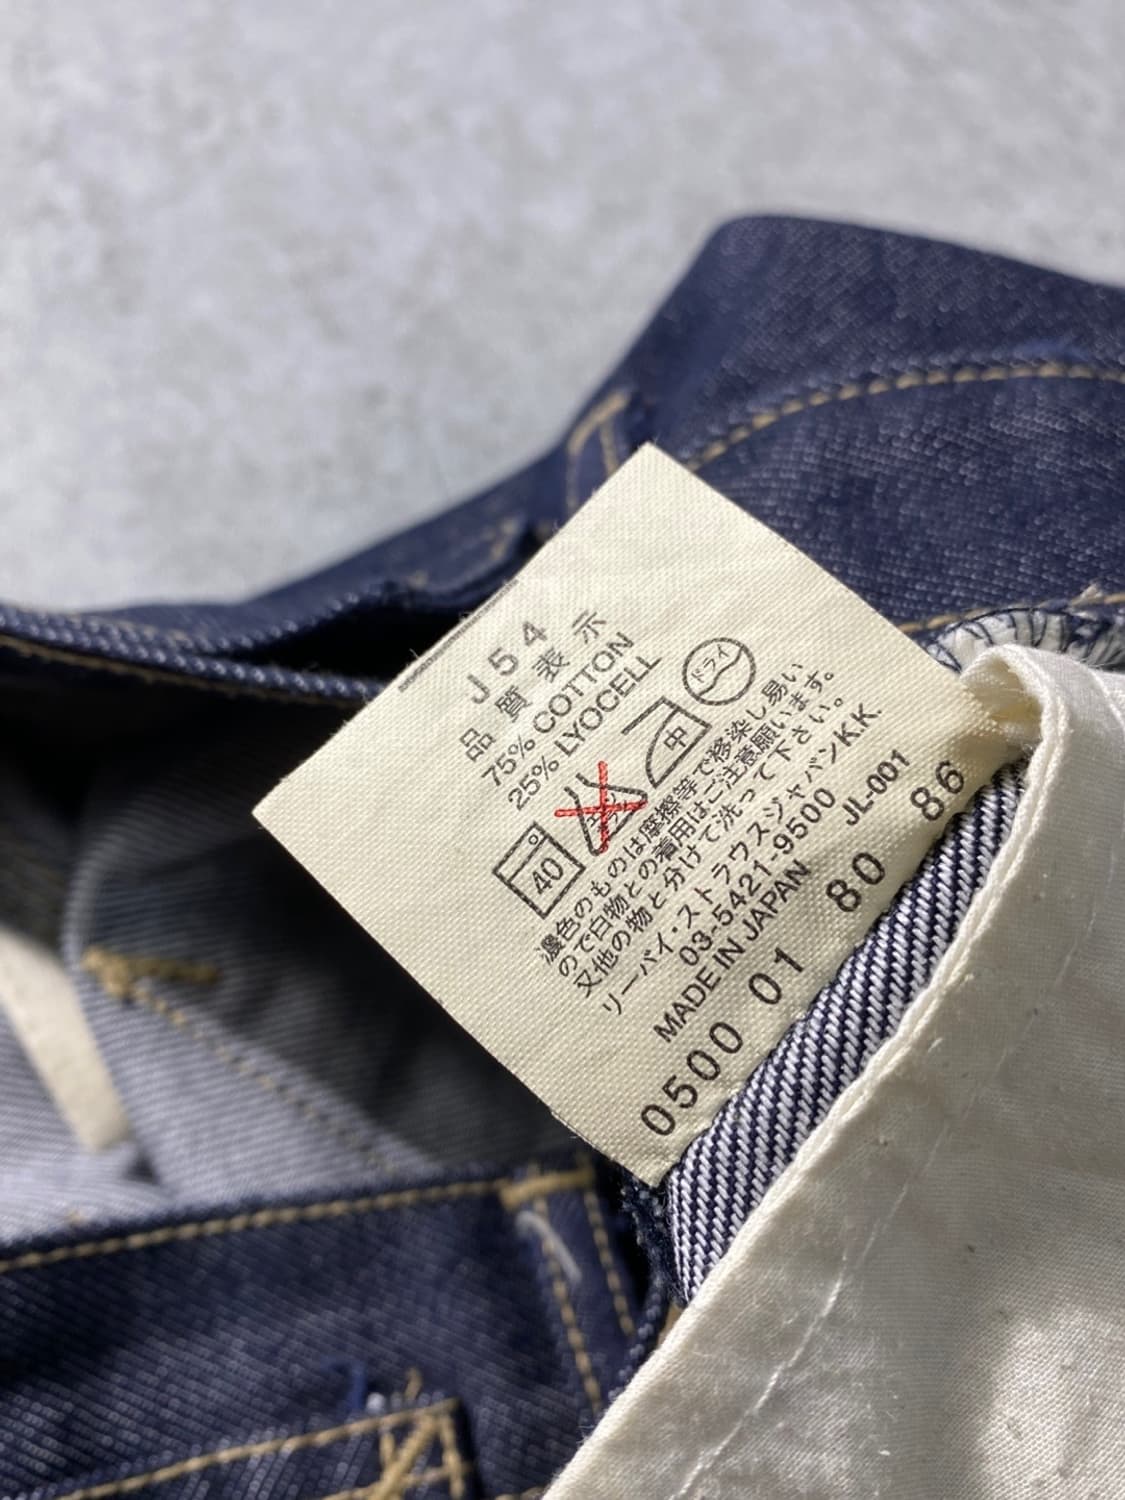 J54
品質表示
75% COTTON
25% LYOCELL
40
中
ドライ
濃色のものは摩擦等で移染し易い
ので白物との着用はご注意願います。
又他の物と分けて洗って下さい。
リーバイ・ストラウスジャパンK.K.
03-5421-9500
MADE IN JAPAN JL-001
0500 01 80 86